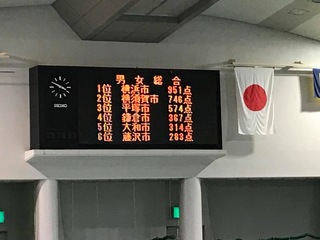 男女総合
1位 横浜市 951点
2位 横須賀市 746点
3位 平塚市 574点
4位 鎌倉市 367点
5位 大和市 314点
6位 藤沢市 283点
SEIKO